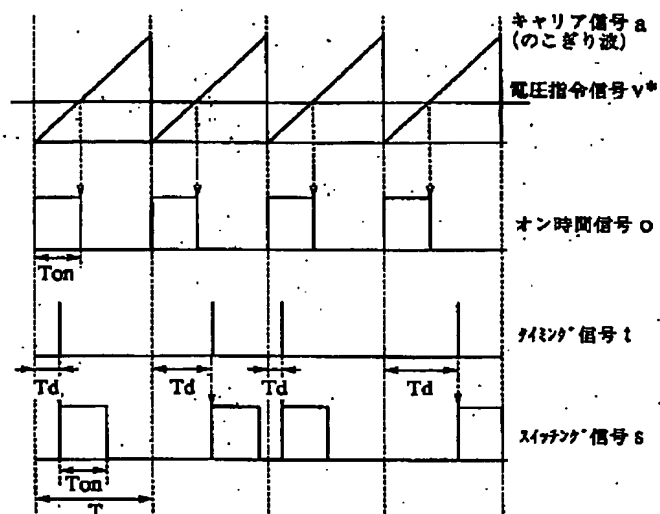 キャリア信号 a
(のこぎり波)
電圧指令信号 v*
オン時間信号 o
Ton
タイミング信号 t
Td
Td
Td
Td
スイッチング信号 s
Ton
T